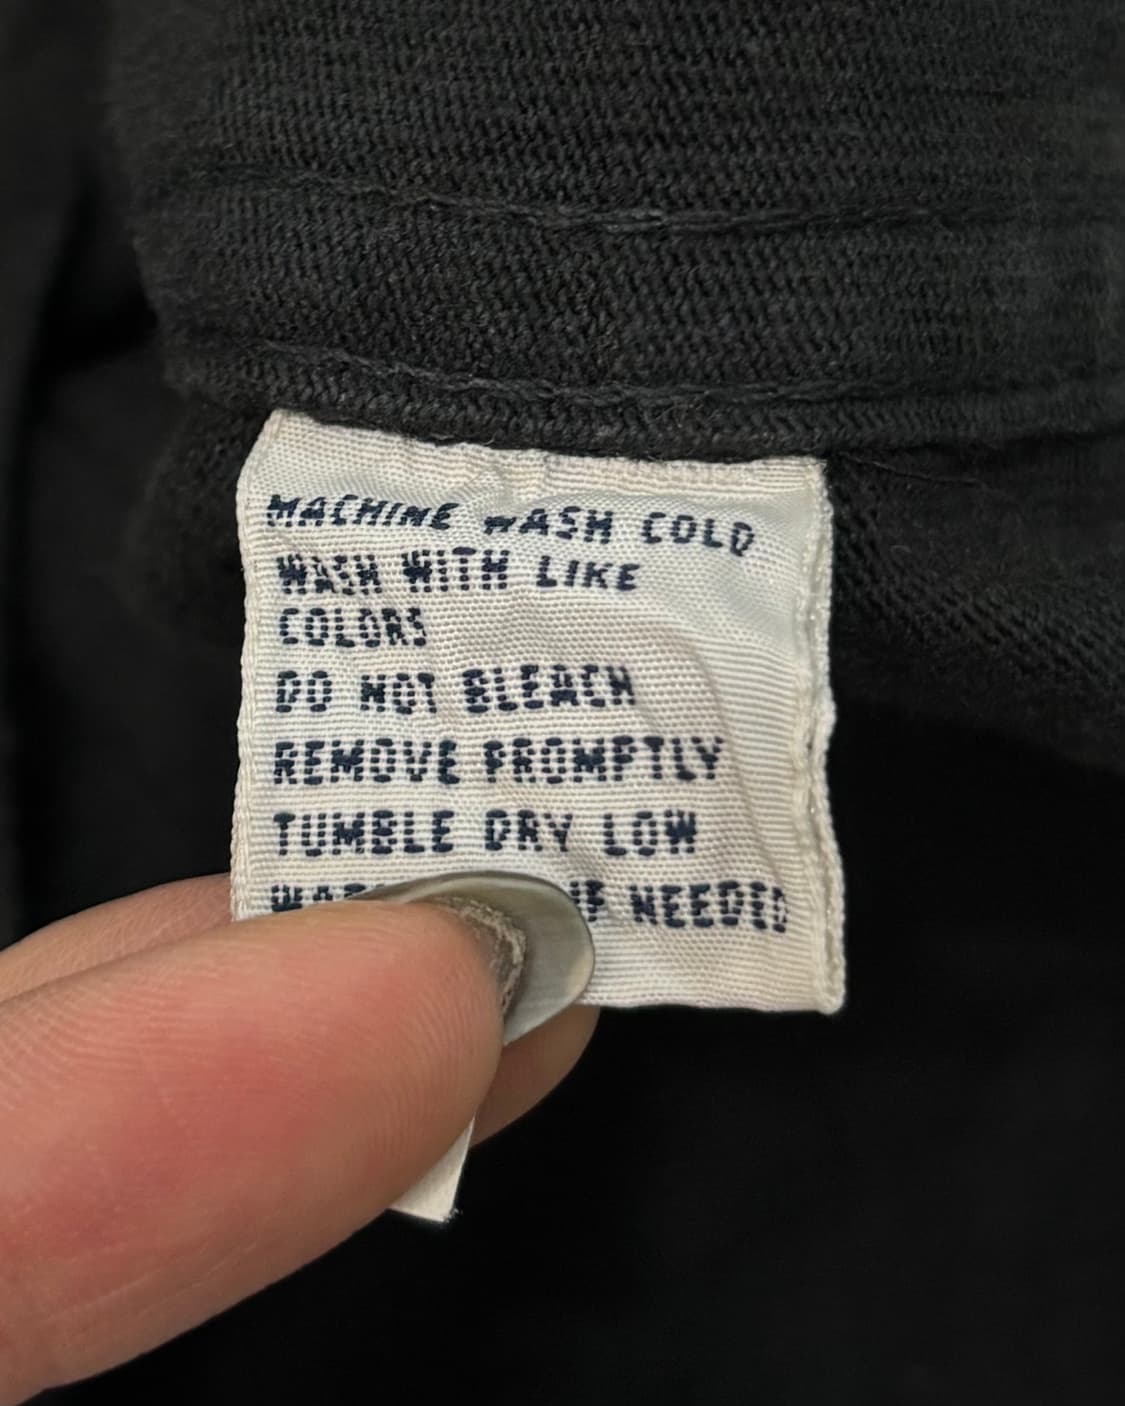 MACHINE WASH COLD
WASH WITH LIKE
COLORS
DO NOT BLEACH
REMOVE PROMPTLY
TUMBLE DRY LOW
IF NEEDED